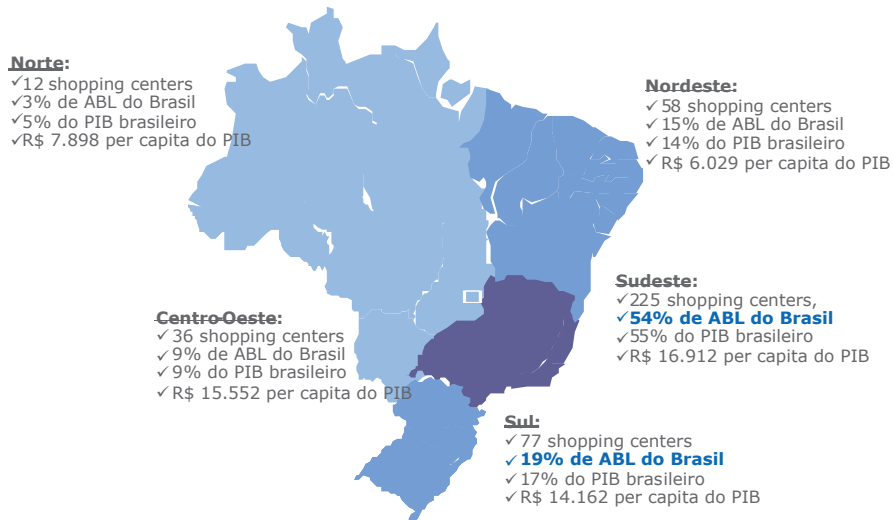 Norte:
✓12 shopping centers
✓3% de ABL do Brasil
✓5% do PIB brasileiro
✓R$ 7.898 per capita do PIB
Nordeste:
✓58 shopping centers
✓15% de ABL do Brasil
✓14% do PIB brasileiro
✓R$ 6.029 per capita do PIB
Sudeste:
✓225 shopping centers,
✓54% de ABL do Brasil
✓55% do PIB brasileiro
✓R$ 16.912 per capita do PIB
Centro-Oeste:
✓36 shopping centers
✓9% de ABL do Brasil
✓9% do PIB brasileiro
✓R$ 15.552 per capita do PIB
Sul:
✓77 shopping centers
✓19% de ABL do Brasil
✓17% do PIB brasileiro
✓R$ 14.162 per capita do PIB